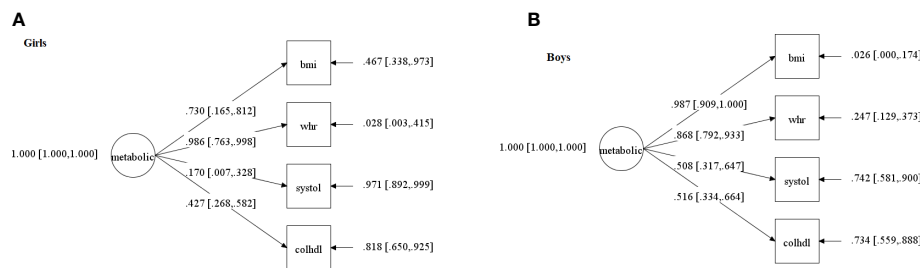 A
Girls
bmi
.467 [.338,.973]
.730 [.165,.812]
whr
.028 [.003,.415]
.986 [.763,.998]
1.000 [1.000,1.000]
metabolic
.170 [.007,.328]
systol
.971 [.892,.999]
.427 [.268,.582]
colhdl
.818 [.650,.925]
B
Boys
bmi
.026 [.000,.174]
.987 [.909,1.000]
whr
.247 [.129,.373]
.868 [.792,.933]
1.000 [1.000,1.000]
metabolic
.508 [.317,.647]
systol
.742 [.581,.900]
.516 [.334,.664]
colhdl
.734 [.559,.888]